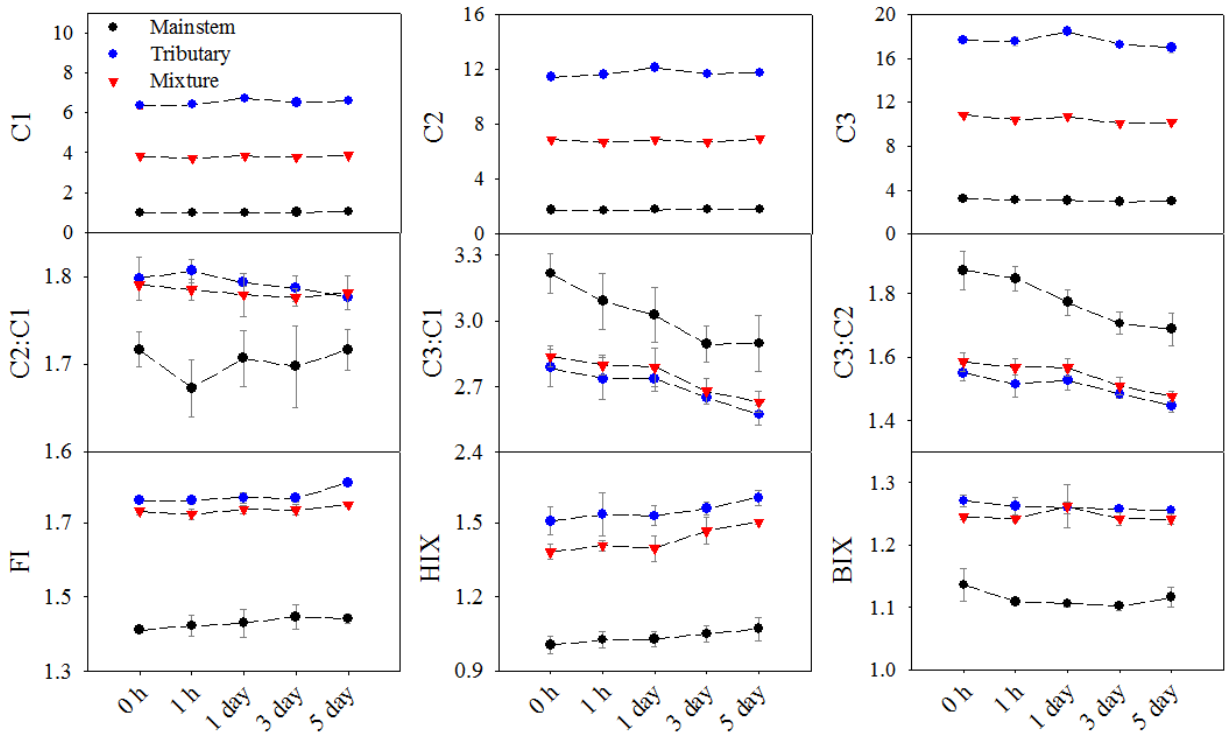 C1
10
8
6
4
2
0
Mainstem
Tributary
Mixture
C2
16
12
8
4
0
C3
20
16
12
8
4
0
C2:C1
1.8
1.7
1.6
C3:C1
3.3
3.0
2.7
2.4
C3:C2
1.8
1.6
1.4
FI
1.7
1.5
1.3
0 h
1 h
1 day
3 day
5 day
HIX
1.5
1.2
0.9
0 h
1 h
1 day
3 day
5 day
BIX
1.3
1.2
1.1
1.0
0 h
1 h
1 day
3 day
5 day